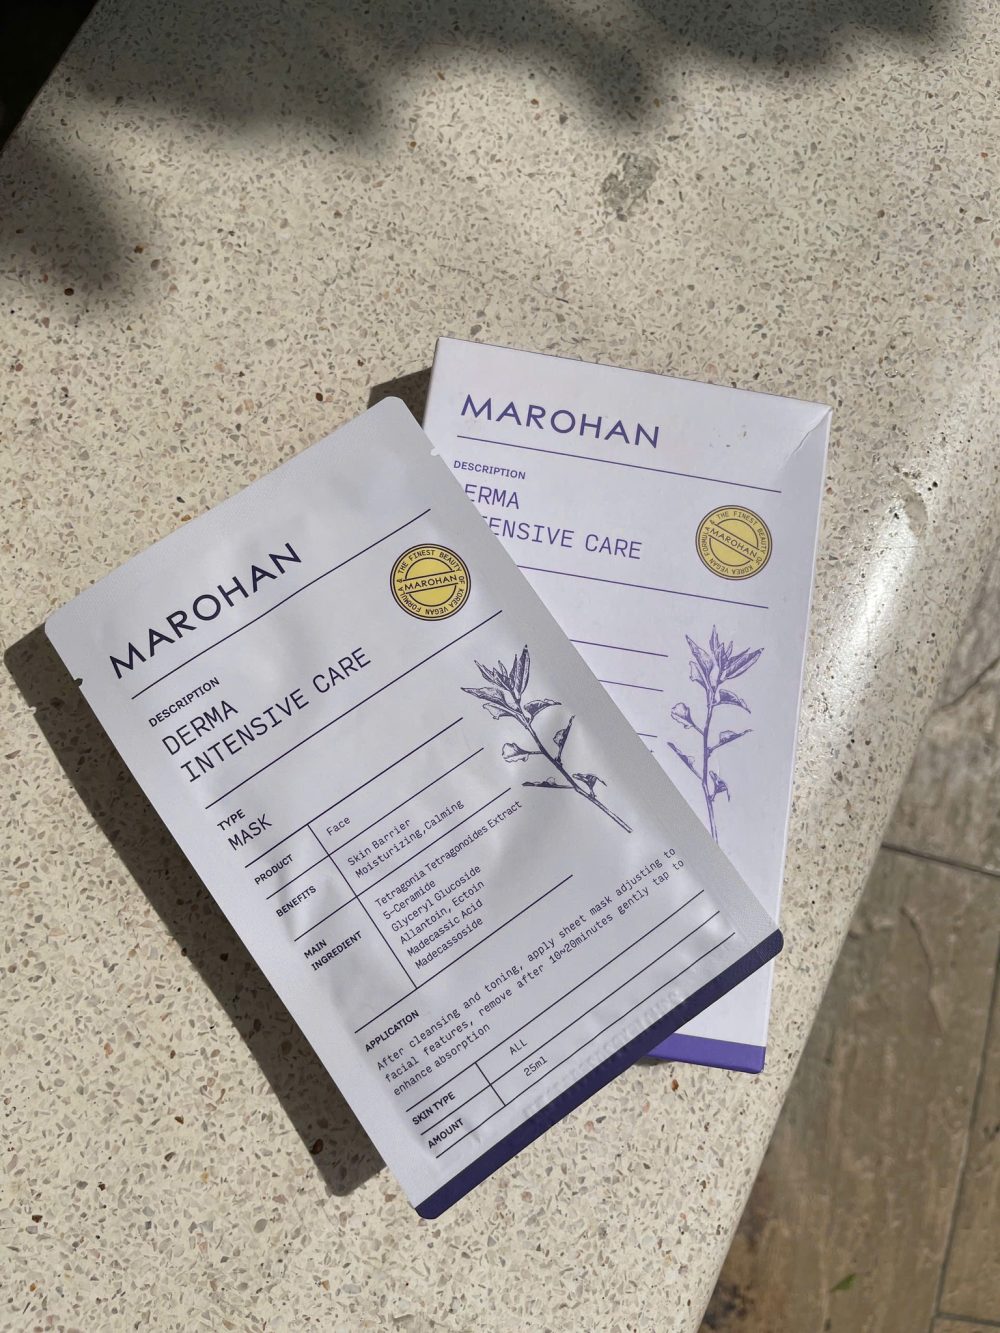 MAROHAN
DESCRIPTION
DERMA
INTENSIVE CARE
THE FINEST BEAUTY OF KOREA VEGAN FORMULA &
MAROHAN
TYPE
MASK
PRODUCT
Face
BENEFITS
Skin Barrier
Moisturizing, Calming
MAIN
INGREDIENT
Tetragonia Tetragonoides Extract
5-Ceramide
Glyceryl Glucoside
Allantoin, Ectoin
Madecassic Acid
Madecassoside
APPLICATION
After cleansing and toning, apply sheet mask adjusting to
facial features, remove after 10~20minutes gently tap to
enhance absorption
SKIN TYPE
ALL
AMOUNT
25ml
MAROHAN
DESCRIPTION
ERMA
TENSIVE CARE
THE FINEST BEAUTY OF KOREA VEGAN FORMULA &
MAROHAN